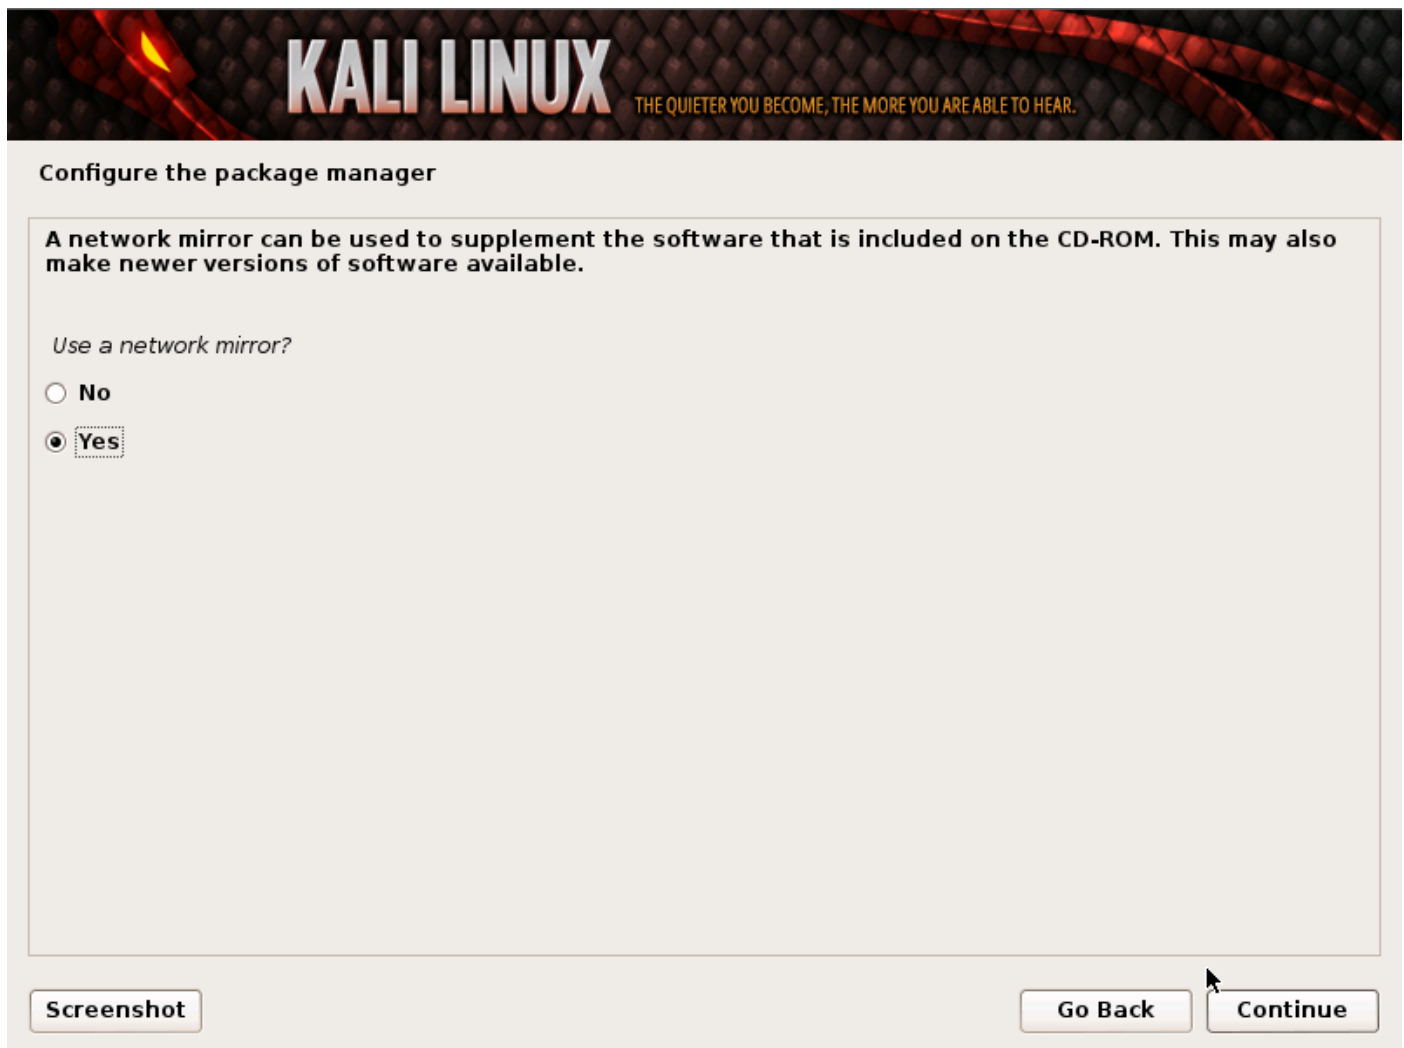 KALI LINUX THE QUIETER YOU BECOME, THE MORE YOU ARE ABLE TO HEAR.
Configure the package manager
A network mirror can be used to supplement the software that is included on the CD-ROM. This may also
make newer versions of software available.
Use a network mirror?
No
Yes
Screenshot Go Back Continue